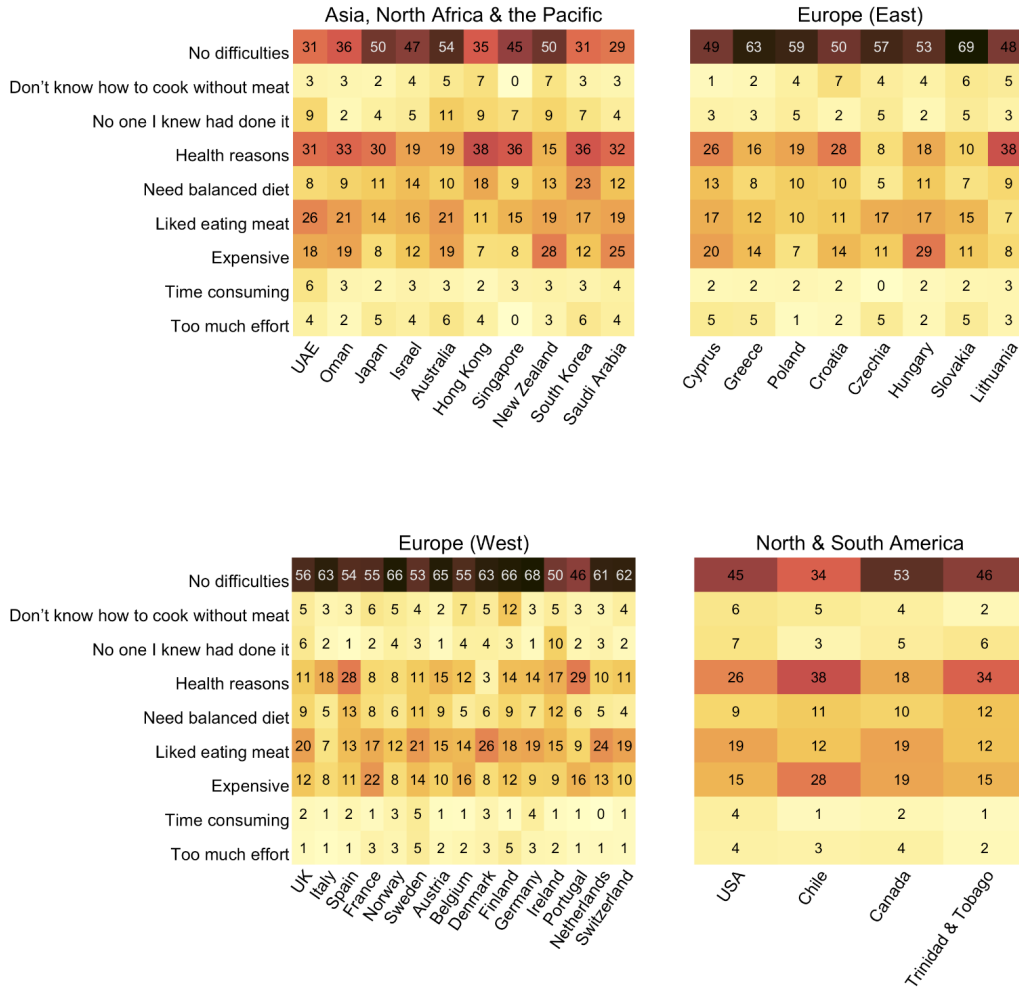 Asia, North Africa & the Pacific
No difficulties 31 36 50 47 54 35 45 50 31 29
Don't know how to cook without meat 3 3 2 4 5 7 0 7 3 3
No one I knew had done it 9 2 4 5 11 9 7 9 7 4
Health reasons 31 33 30 19 19 38 36 15 36 32
Need balanced diet 8 9 11 14 10 18 9 13 23 12
Liked eating meat 26 21 14 16 21 11 15 19 17 19
Expensive 18 19 8 12 19 7 8 28 12 25
Time consuming 6 3 2 3 3 2 3 3 3 4
Too much effort 4 2 5 4 6 4 0 3 6 4
UAE Oman Japan Israel Australia Hong Kong Singapore New Zealand South Korea Saudi Arabia
Europe (East)
49 63 59 50 57 53 69 48
1 2 4 7 4 4 6 5
3 3 5 2 5 2 5 3
26 16 19 28 8 18 10 38
13 8 10 10 5 11 7 9
17 12 10 11 17 17 15 7
20 14 7 14 11 29 11 8
2 2 2 2 0 2 2 3
5 5 1 2 5 2 5 3
Cyprus Greece Poland Croatia Czechia Hungary Slovakia Lithuania
Europe (West)
No difficulties 56 63 54 55 66 53 65 55 63 66 68 50 46 61 62
Don't know how to cook without meat 5 3 3 6 5 4 2 7 5 12 3 5 3 3 4
No one I knew had done it 6 2 1 2 4 3 1 4 4 3 1 10 2 3 2
Health reasons 11 18 28 8 8 11 15 12 3 14 14 17 29 10 11
Need balanced diet 9 5 13 8 6 11 9 5 6 9 7 12 6 5 4
Liked eating meat 20 7 13 17 12 21 15 14 26 18 19 15 9 24 19
Expensive 12 8 11 22 8 14 10 16 8 12 9 9 16 13 10
Time consuming 2 1 2 1 3 5 1 1 3 1 4 1 1 0 1
Too much effort 1 1 1 3 3 5 2 2 3 5 3 2 1 1 1
UK Italy Spain France Norway Sweden Austria Belgium Denmark Finland Germany Ireland Portugal Netherlands Switzerland
North & South America
45 34 53 46
6 5 4 2
7 3 5 6
26 38 18 34
9 11 10 12
19 12 19 12
15 28 19 15
4 1 2 1
4 3 4 2
USA Chile Canada Trinidad & Tobago